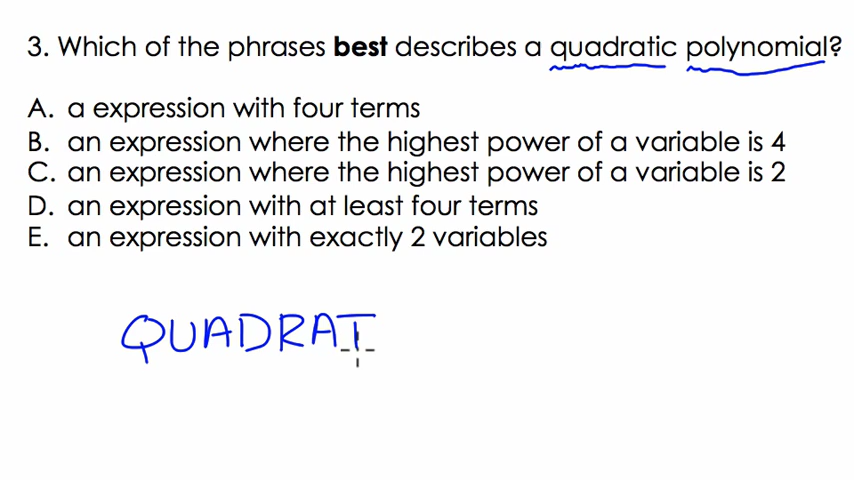 3. Which of the phrases best describes a quadratic polynomial?
A. a expression with four terms
B. an expression where the highest power of a variable is 4
C. an expression where the highest power of a variable is 2
D. an expression with at least four terms
E. an expression with exactly 2 variables
QUADRAT